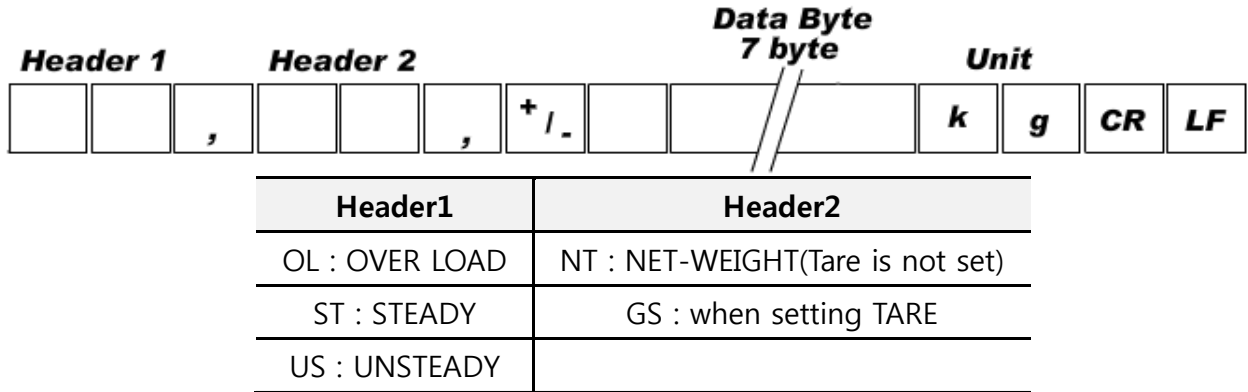 Data Byte
7 byte
Header 1 Header 2 Unit
, , + / - k g CR LF
Header1 Header2
OL : OVER LOAD NT : NET-WEIGHT(Tare is not set)
ST : STEADY GS : when setting TARE
US : UNSTEADY